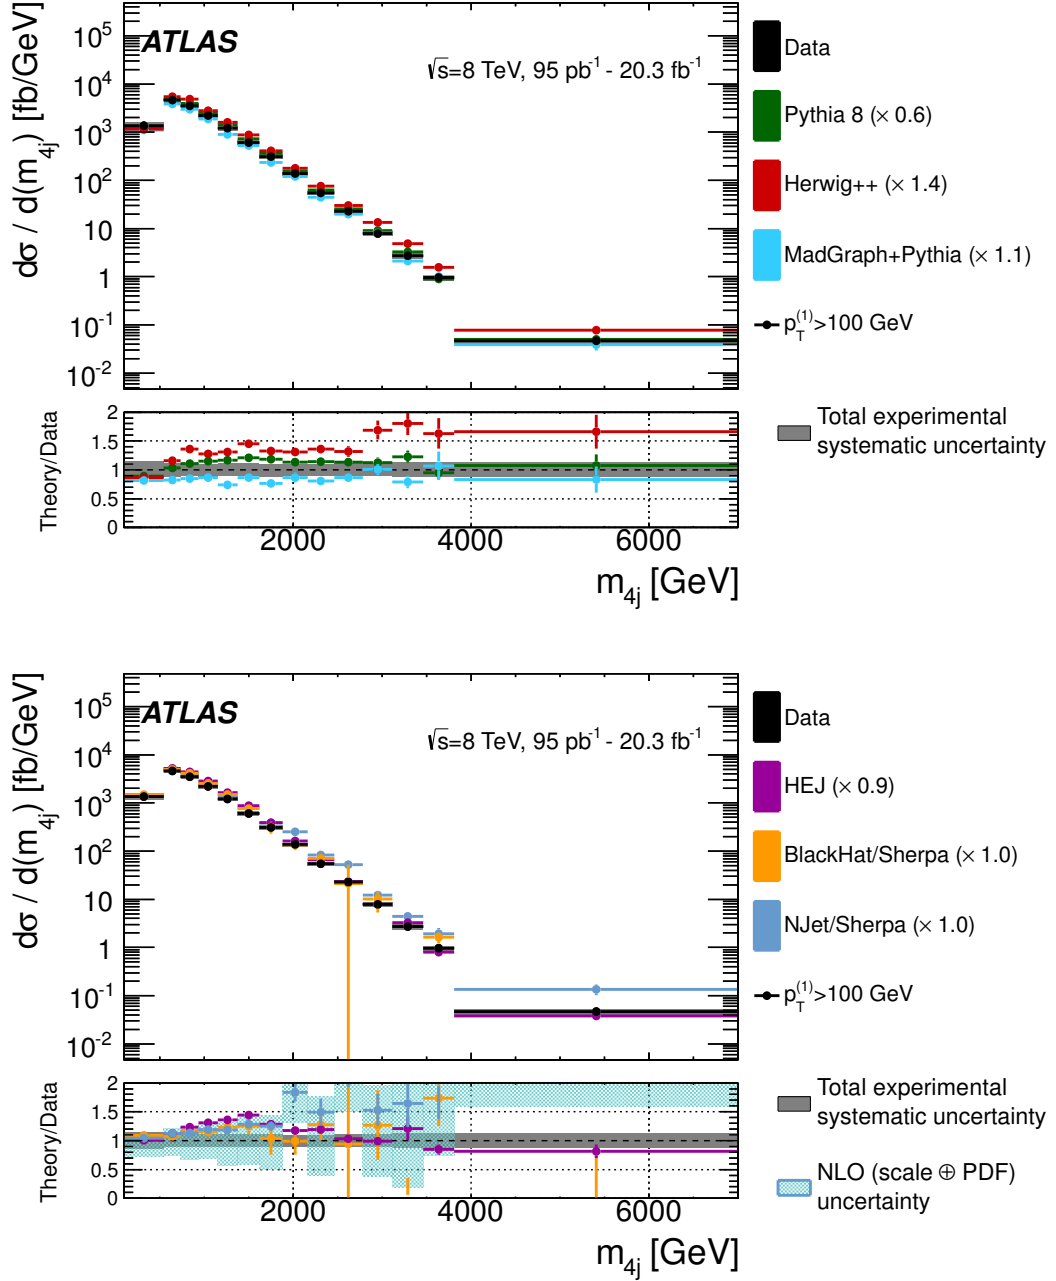 ATLAS
√s=8 TeV, 95 pb⁻¹ - 20.3 fb⁻¹
dσ / d(m₄ⱼ) [fb/GeV]
10⁵
10⁴
10³
10²
10
1
10⁻¹
10⁻²
Data
Pythia 8 (× 0.6)
Herwig++ (× 1.4)
MadGraph+Pythia (× 1.1)
p_T^(1)>100 GeV
Theory/Data
2
1.5
1
0.5
0
2000 4000 6000
m₄ⱼ [GeV]
Total experimental
systematic uncertainty
ATLAS
√s=8 TeV, 95 pb⁻¹ - 20.3 fb⁻¹
dσ / d(m₄ⱼ) [fb/GeV]
10⁵
10⁴
10³
10²
10
1
10⁻¹
10⁻²
Data
HEJ (× 0.9)
BlackHat/Sherpa (× 1.0)
NJet/Sherpa (× 1.0)
p_T^(1)>100 GeV
Theory/Data
2
1.5
1
0.5
0
2000 4000 6000
m₄ⱼ [GeV]
Total experimental
systematic uncertainty
NLO (scale ⊕ PDF)
uncertainty